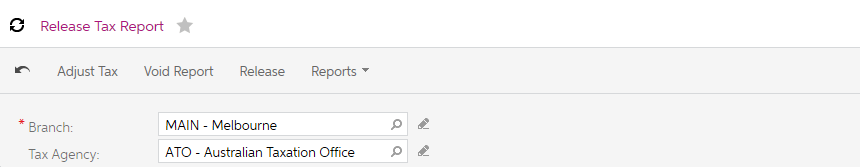 Release Tax Report
Adjust Tax Void Report Release Reports
* Branch: MAIN - Melbourne
Tax Agency: ATO - Australian Taxation Office